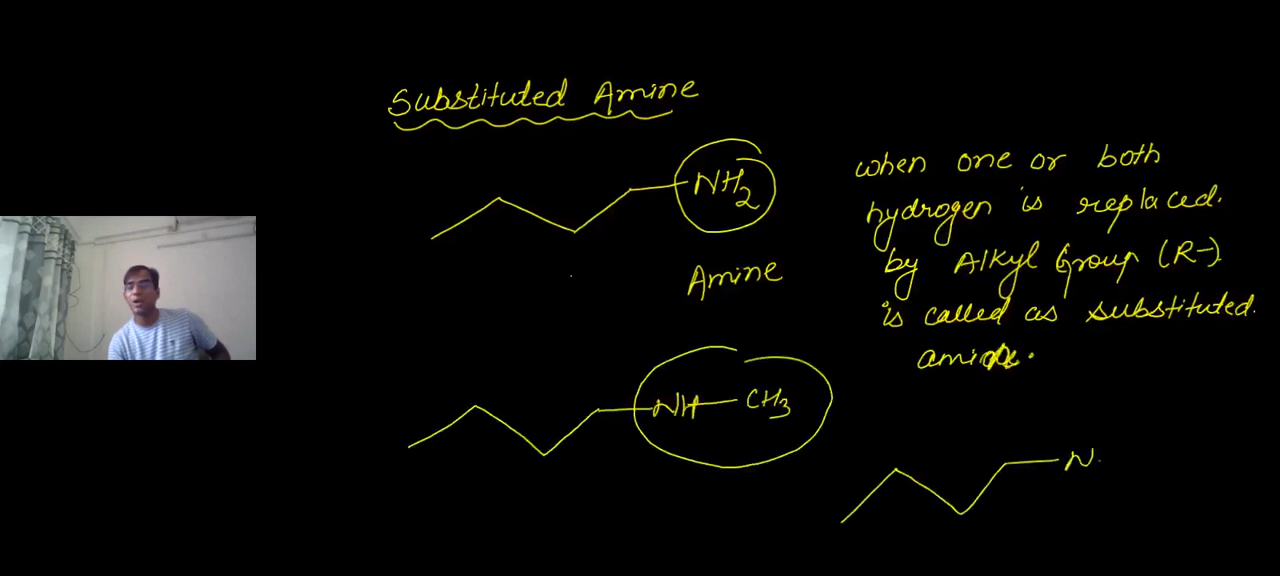 Substituted Amine
NH2
Amine
when one or both
hydrogen is replaced.
by Alkyl Group (R-)
is called as substituted.
amine.
NH - CH3
N